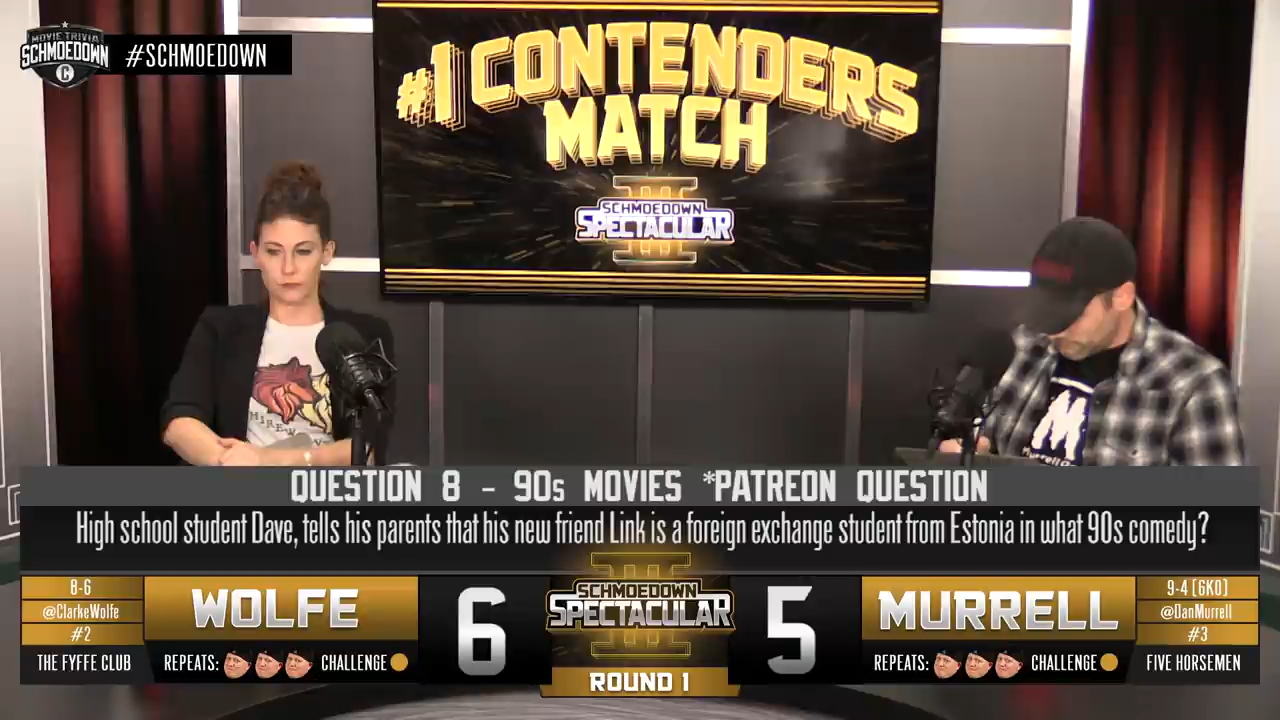 MOVIE TRIVIA
SCHMOEDOWN
C
#SCHMOEDOWN
#1 CONTENDERS
MATCH
III
SCHMOEDOWN
SPECTACULAR
M
QUESTION 8 - 90s MOVIES *PATREON QUESTION
High school student Dave, tells his parents that his new friend Link is a foreign exchange student from Estonia in what 90s comedy?
8-6
@ClarkeWolfe
#2
THE FYFFE CLUB
WOLFE
REPEATS: CHALLENGE
6
SCHMOEDOWN
SPECTACULAR
III
ROUND 1
5
MURRELL
REPEATS: CHALLENGE
9-4 [6KO]
@DanMurrell
#3
FIVE HORSEMEN